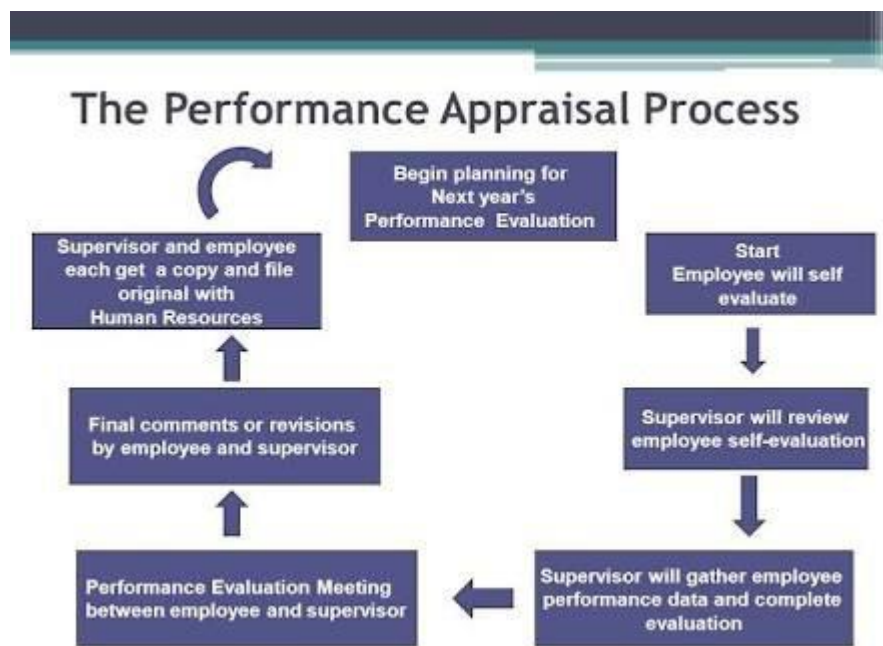 The Performance Appraisal Process
Begin planning for
Next year's
Performance Evaluation
Start
Employee will self
evaluate
Supervisor will review
employee self-evaluation
Supervisor will gather employee
performance data and complete
evaluation
Performance Evaluation Meeting
between employee and supervisor
Final comments or revisions
by employee and supervisor
Supervisor and employee
each get a copy and file
original with
Human Resources